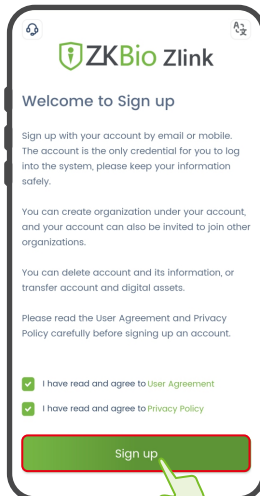 ZKBio Zlink
Welcome to Sign up
Sign up with your account by email or mobile.
The account is the only credential for you to log
into the system, please keep your information
safely.
You can create organization under your account,
and your account can also be invited to join other
organizations.
You can delete account and its information, or
transfer account and digital assets.
Please read the User Agreement and Privacy
Policy carefully before signing up an account.
I have read and agree to User Agreement
I have read and agree to Privacy Policy
Sign up